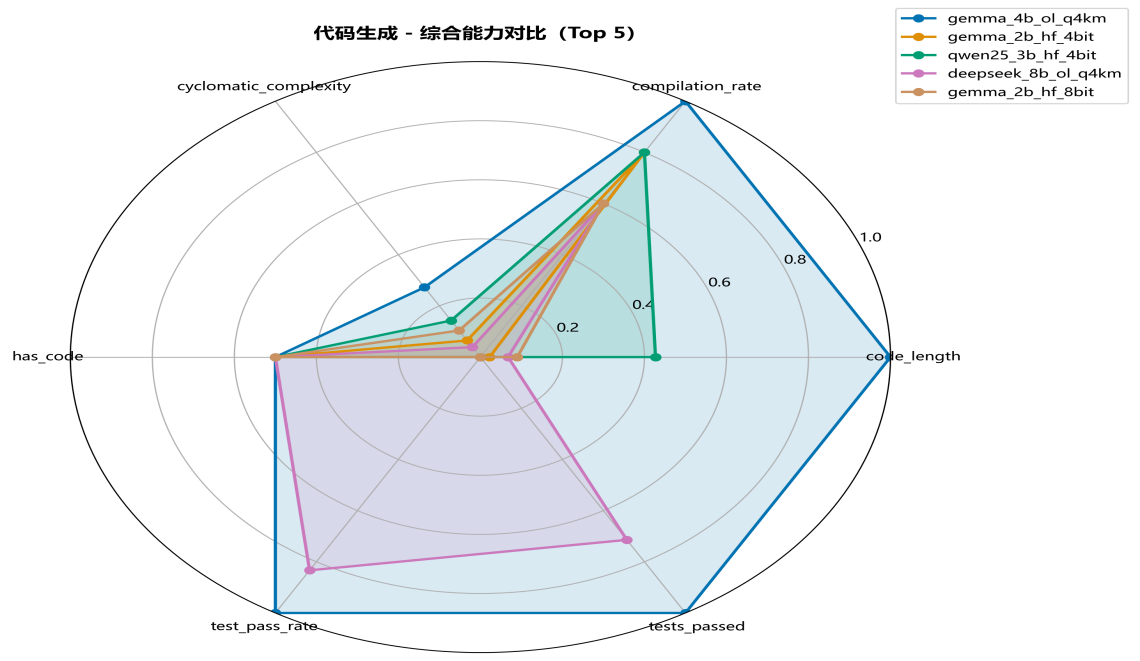 代码生成 - 综合能力对比 (Top 5)
gemma_4b_ol_q4km
gemma_2b_hf_4bit
qwen25_3b_hf_4bit
deepseek_8b_ol_q4km
gemma_2b_hf_8bit
cyclomatic_complexity
compilation_rate
1.0
0.8
0.6
0.4
0.2
has_code
code_length
test_pass_rate
tests_passed